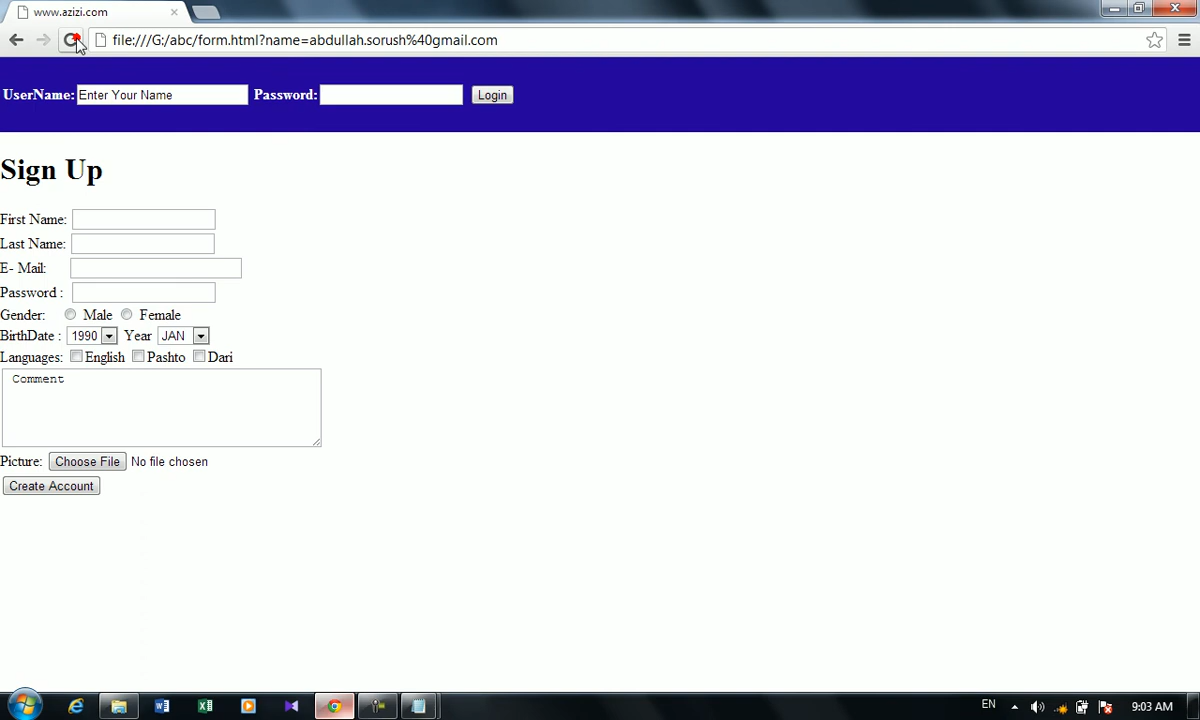 www.azizi.com
file:///G:/abc/form.html?name=abdullah.sorush%40gmail.com
UserName: Enter Your Name Password: Login
Sign Up
First Name:
Last Name:
E- Mail:
Password :
Gender: Male Female
BirthDate : 1990 Year JAN
Languages: English Pashto Dari
Comment
Picture: Choose File No file chosen
Create Account
EN 9:03 AM